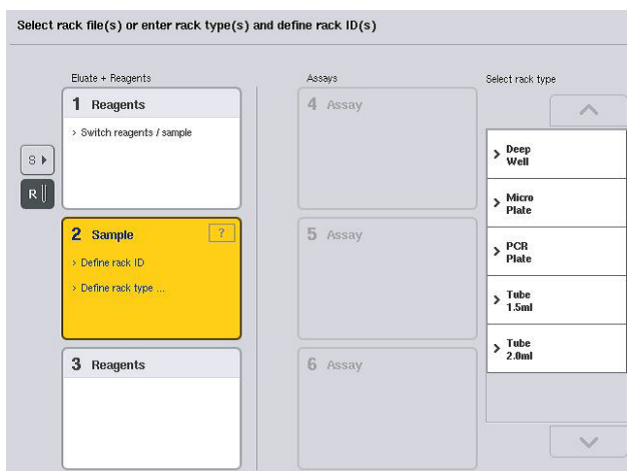 Select rack file(s) or enter rack type(s) and define rack ID(s)
Eluate + Reagents
Assays
Select rack type
1 Reagents
> Switch reagents / sample
S
R
2 Sample
?
> Define rack ID
> Define rack type ...
3 Reagents
4 Assay
5 Assay
6 Assay
> Deep
Well
> Micro
Plate
> PCR
Plate
> Tube
1.5ml
> Tube
2.0ml